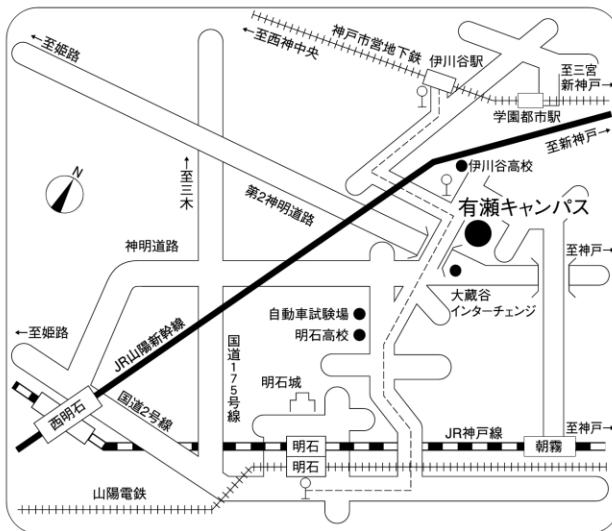 ←至姫路
←至西神中央
神戸市営地下鉄
伊川谷駅
至三宮
新神戸→
学園都市駅
至新神戸→
N
←至三木
第2神明道路
伊川谷高校
有瀬キャンパス
神明道路
至神戸→
大蔵谷
インターチェンジ
自動車試験場
明石高校
←至姫路
JR山陽新幹線
国道175号線
明石城
西明石
国道2号線
JR神戸線
至神戸→
明石
朝霧
明石
山陽電鉄